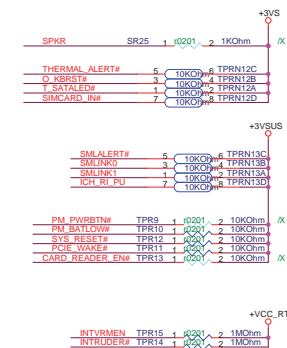 +3VS
SPKR SR25 1 r0201 2 1KOhm /X
THERMAL_ALERT# 5 10KOhm 6 TPRN12C
O_KBRST# 3 10KOhm 4 TPRN12B
T_SATALED# 1 10KOhm 2 TPRN12A
SIMCARD_IN# 7 10KOhm 8 TPRN12D
+3VSUS
SMLALERT# 5 10KOhm 6 TPRN13C
SMLINK0 3 10KOhm 4 TPRN13B
SMLINK1 1 10KOhm 2 TPRN13A
ICH_RI_PU 7 10KOhm 8 TPRN13D
PM_PWRBTN# TPR9 1 r0201 2 10KOhm /X
PM_BATLOW# TPR10 1 r0201 2 10KOhm
SYS_RESET# TPR12 1 r0201 2 10KOhm
PCIE_WAKE# TPR11 1 r0201 2 10KOhm
CARD_READER_EN# TPR13 1 r0201 2 10KOhm /X
+VCC_RT
INTVRMEN TPR15 1 r0201 2 1MOhm
INTRUDER# TPR14 1 r0201 2 1MOhm